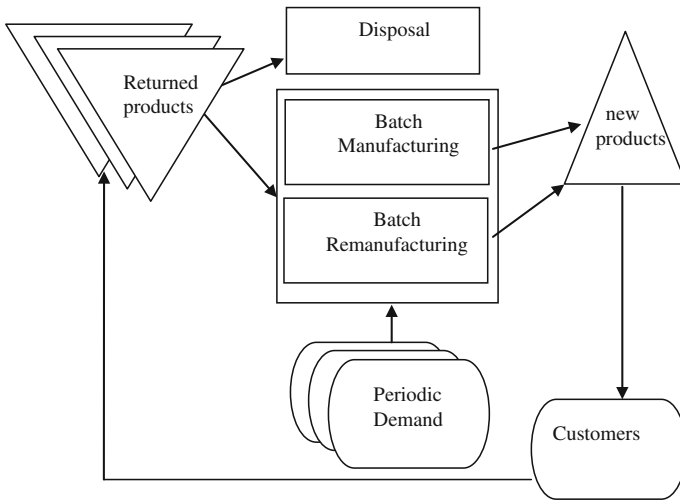 Disposal
Returned
products
Batch
Manufacturing
new
products
Batch
Remanufacturing
Periodic
Demand
Customers